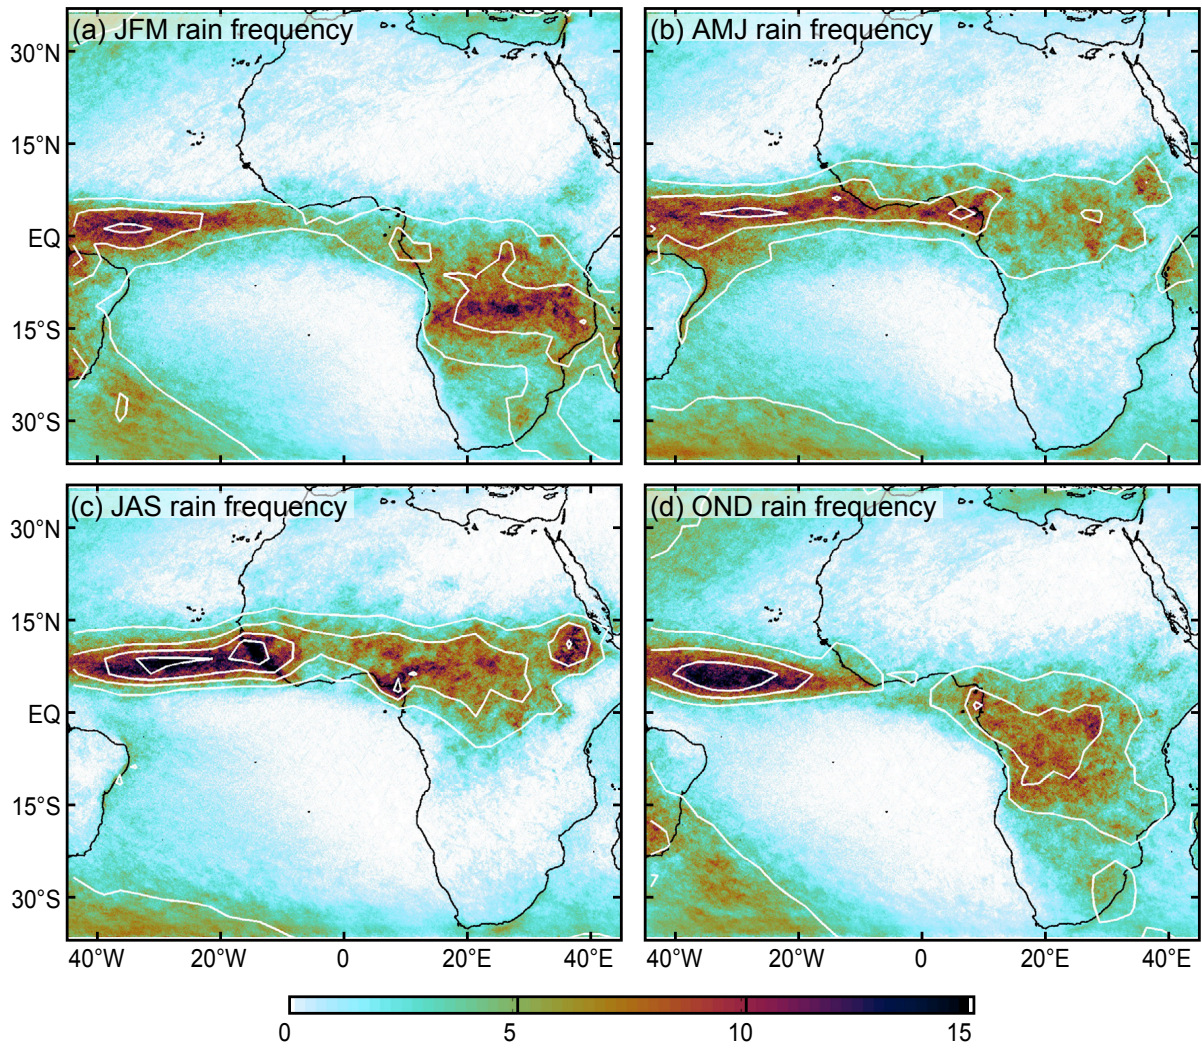 (a) JFM rain frequency
(b) AMJ rain frequency
30°N
15°N
EQ
15°S
30°S
(c) JAS rain frequency
(d) OND rain frequency
30°N
15°N
EQ
15°S
30°S
40°W 20°W 0 20°E 40°E 40°W 20°W 0 20°E 40°E
0 5 10 15